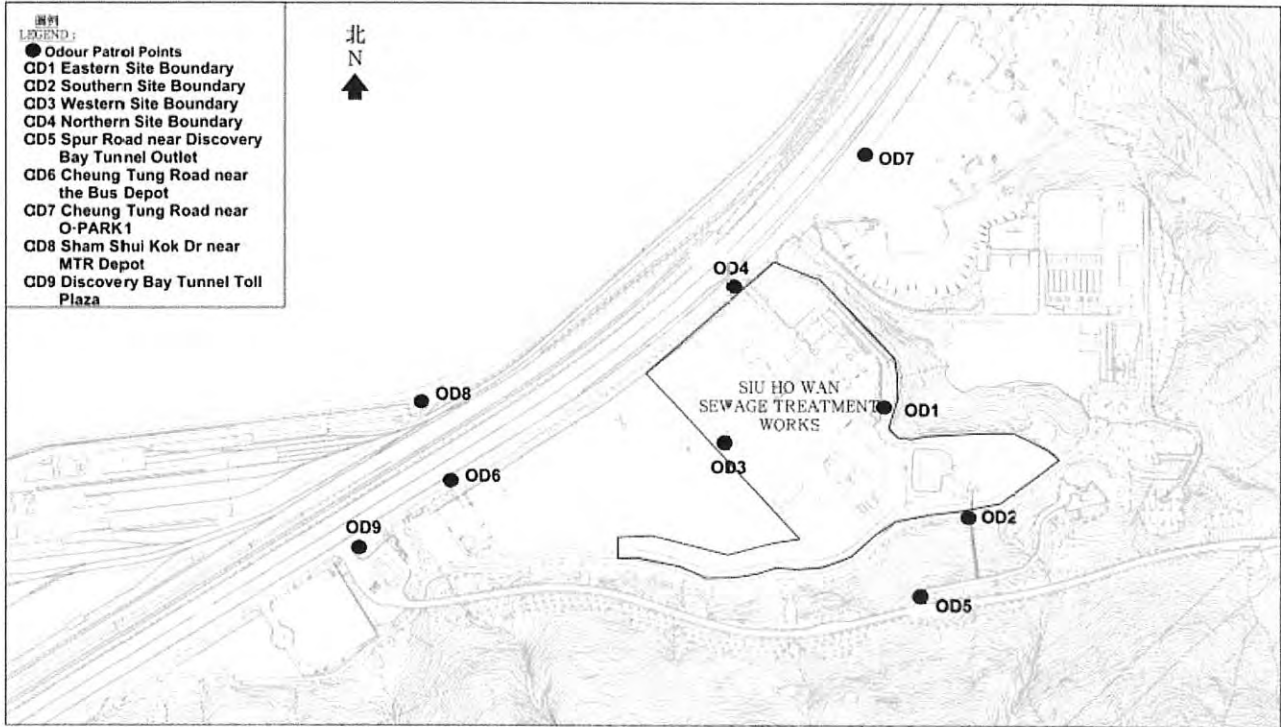 圖例
LEGEND:
Odour Patrol Points
OD1 Eastern Site Boundary
OD2 Southern Site Boundary
OD3 Western Site Boundary
OD4 Northern Site Boundary
OD5 Spur Road near Discovery
Bay Tunnel Outlet
OD6 Cheung Tung Road near
the Bus Depot
OD7 Cheung Tung Road near
O-PARK1
OD8 Sham Shui Kok Dr near
MTR Depot
OD9 Discovery Bay Tunnel Toll
Plaza
北
N
OD7
OD4
OD8
SIU HO WAN
SEWAGE TREATMENT
WORKS
OD1
OD3
OD6
OD2
OD9
OD5